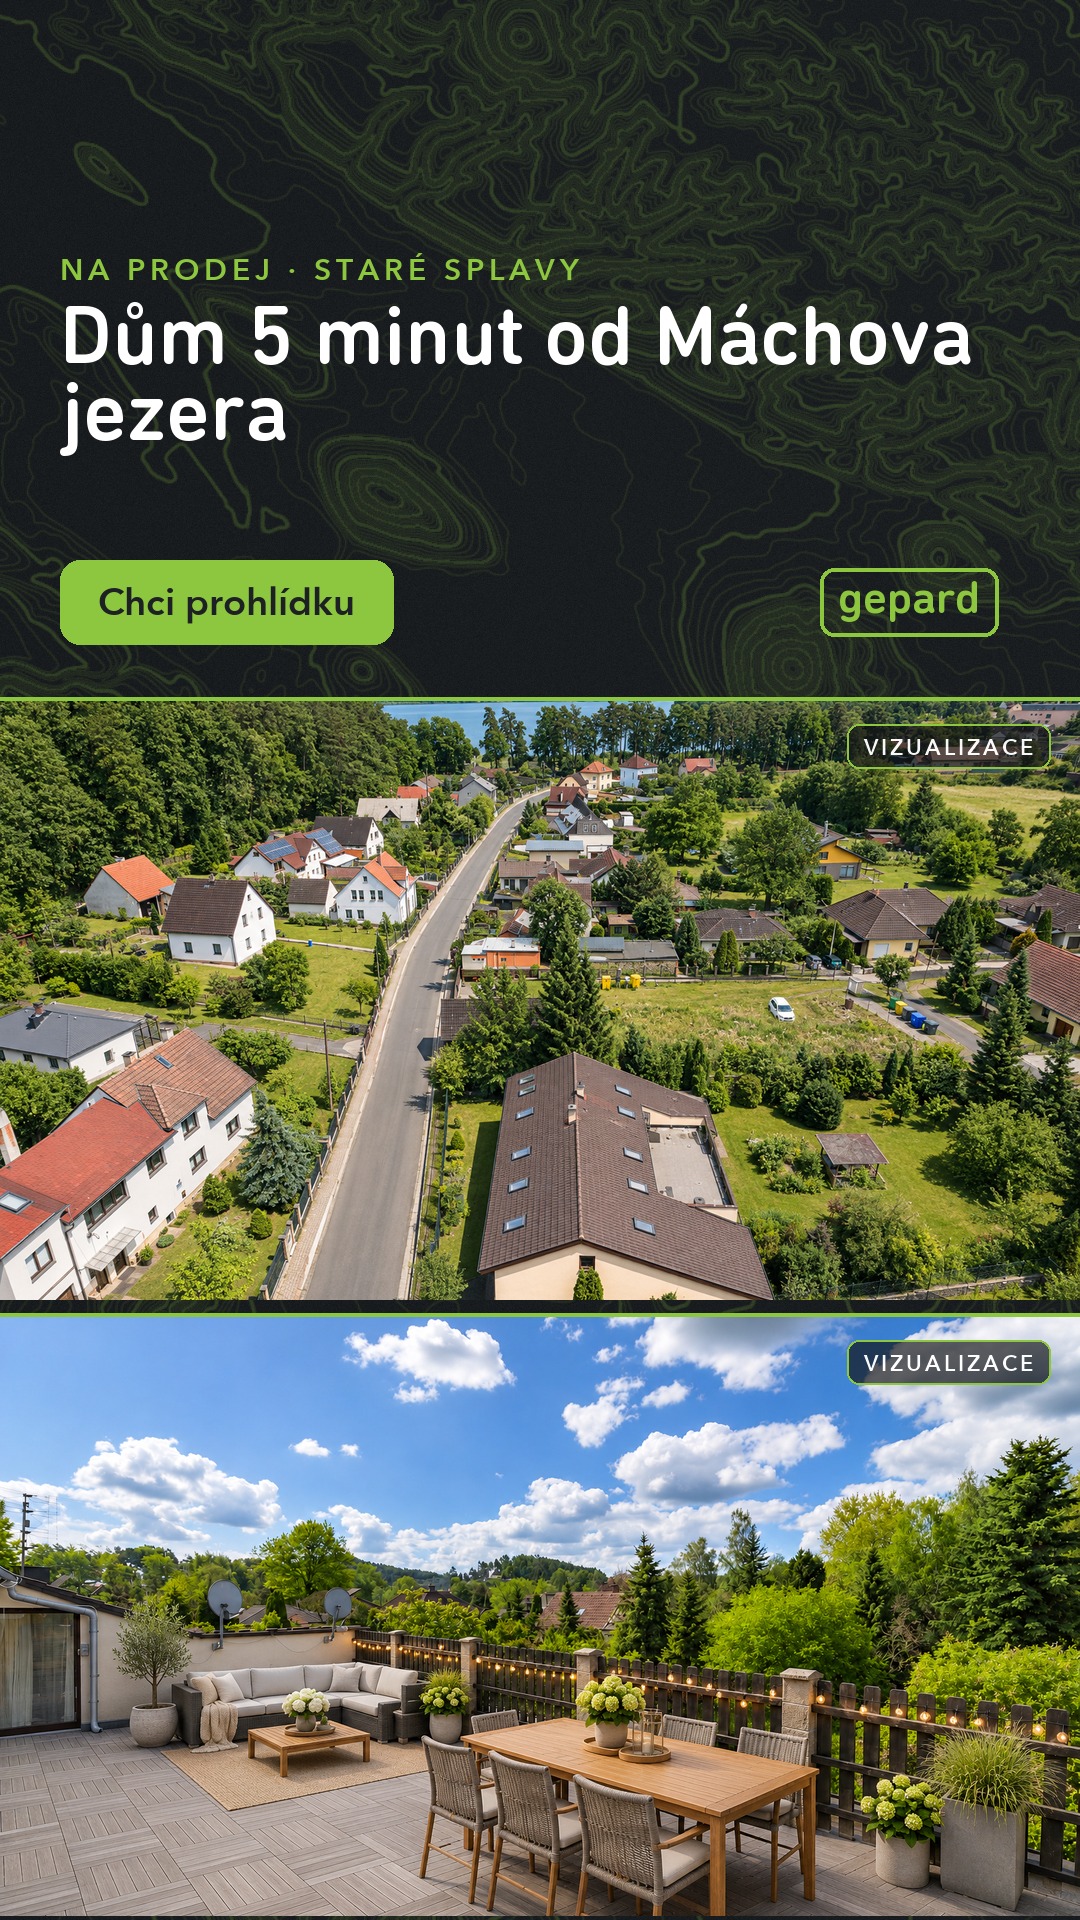 NA PRODEJ · STARÉ SPLAVY
Dům 5 minut od Máchova
jezera
Chci prohlídku
gepard
VIZUALIZACE
VIZUALIZACE